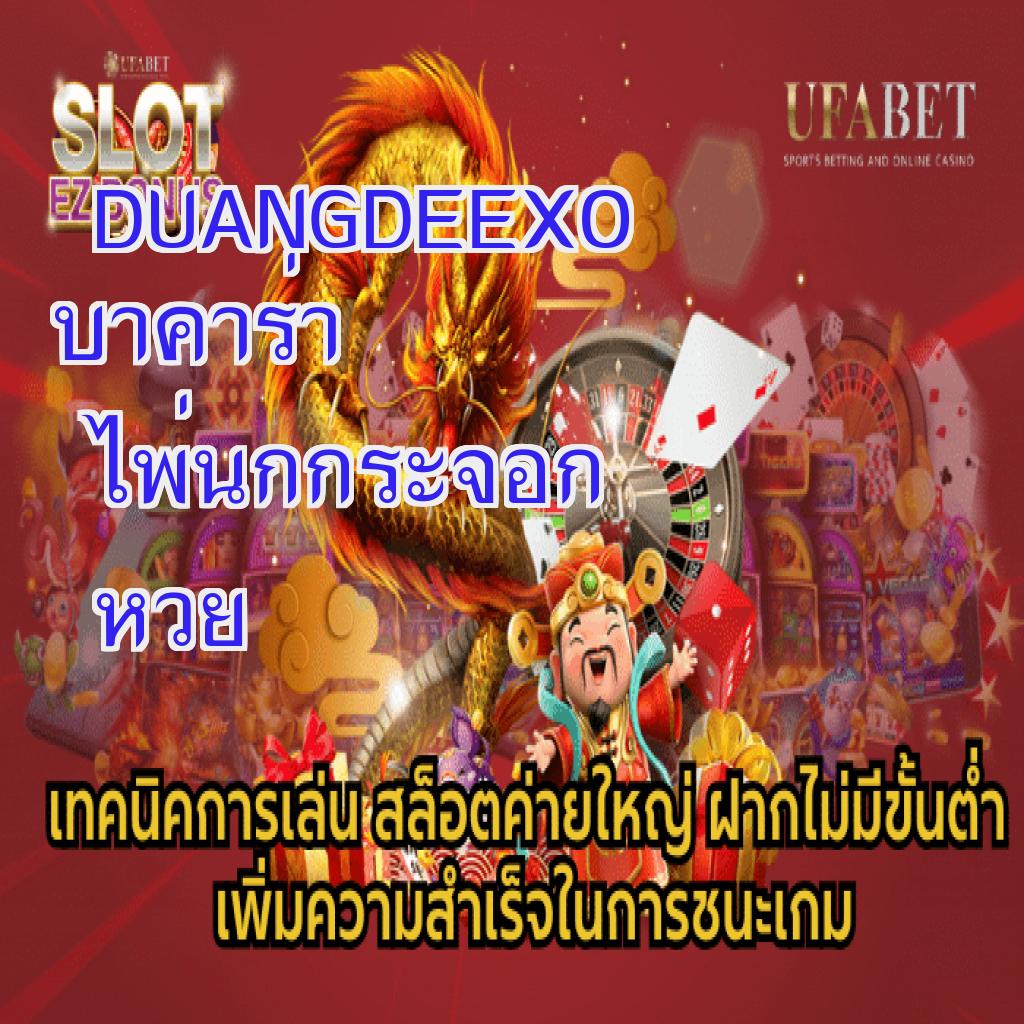 UFABET
SLOT
EZ BONUS
UFABET
SPORTS BETTING AND ONLINE CASINO
DUANGDEEXO
บาคาร่า
ไพ่นกกระจอก
หวย
เทคนิคการเล่น สล็อตค่ายใหญ่ ฝากไม่มีขั้นต่ำ
เพิ่มความสำเร็จในการชนะเกม